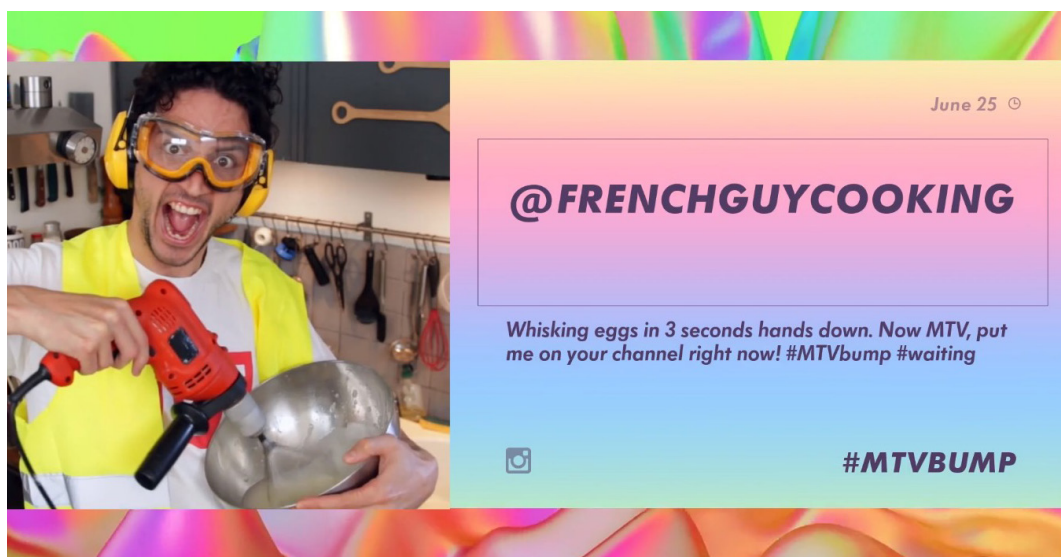 June 25
@FRENCHGUYCOOKING
Whisking eggs in 3 seconds hands down. Now MTV, put
me on your channel right now! #MTVbump #waiting
#MTVBUMP